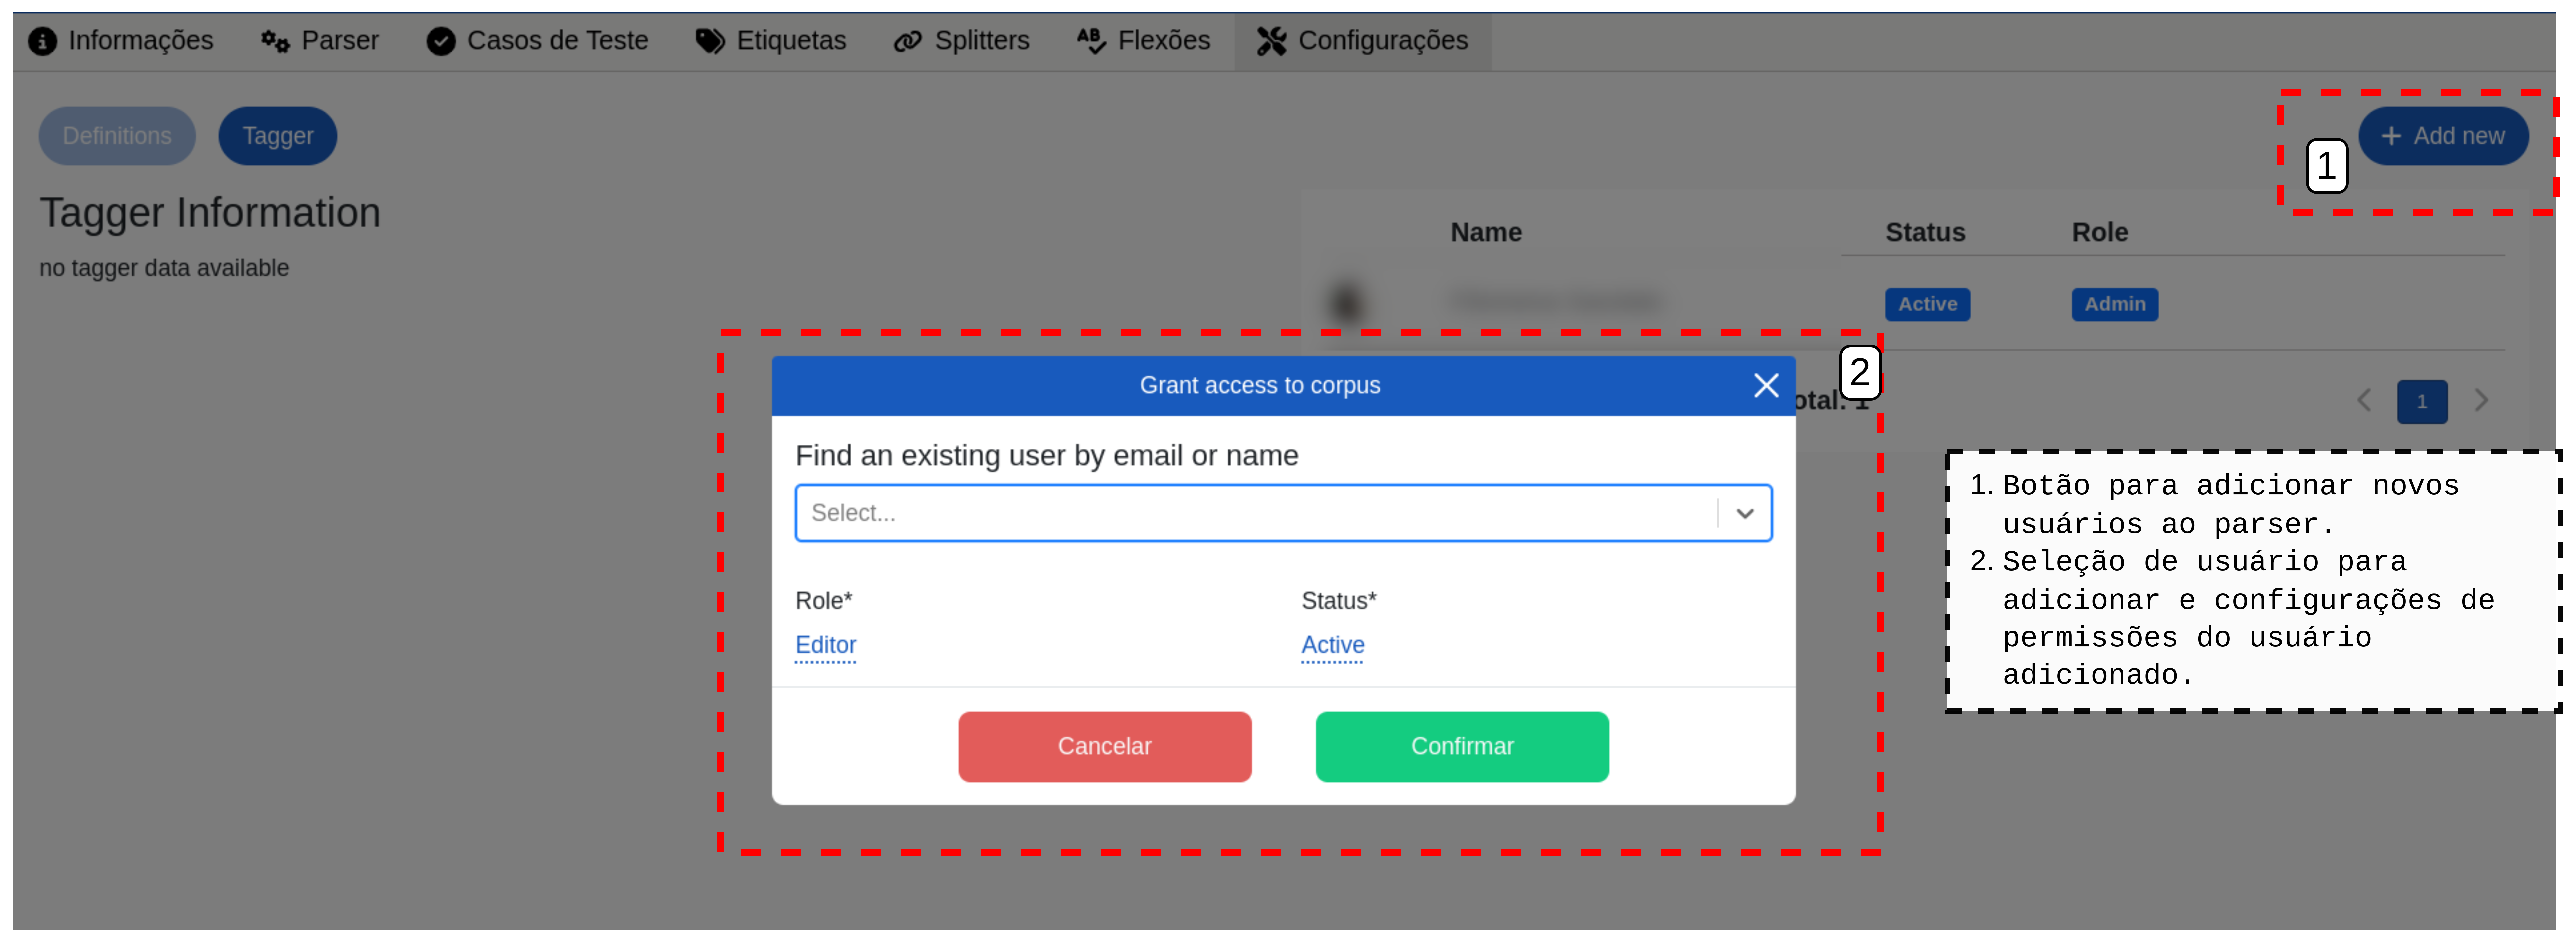 Informações Parser Casos de Teste Etiquetas Splitters Flexões Configurações
Definitions Tagger
+ Add new
1
Tagger Information
no tagger data available
Name Status Role
Active Admin
2
otal: 1
1
Grant access to corpus
Find an existing user by email or name
Select...
Role* Status*
Editor Active
Cancelar Confirmar
1. Botão para adicionar novos
usuários ao parser.
2. Seleção de usuário para
adicionar e configurações de
permissões do usuário
adicionado.